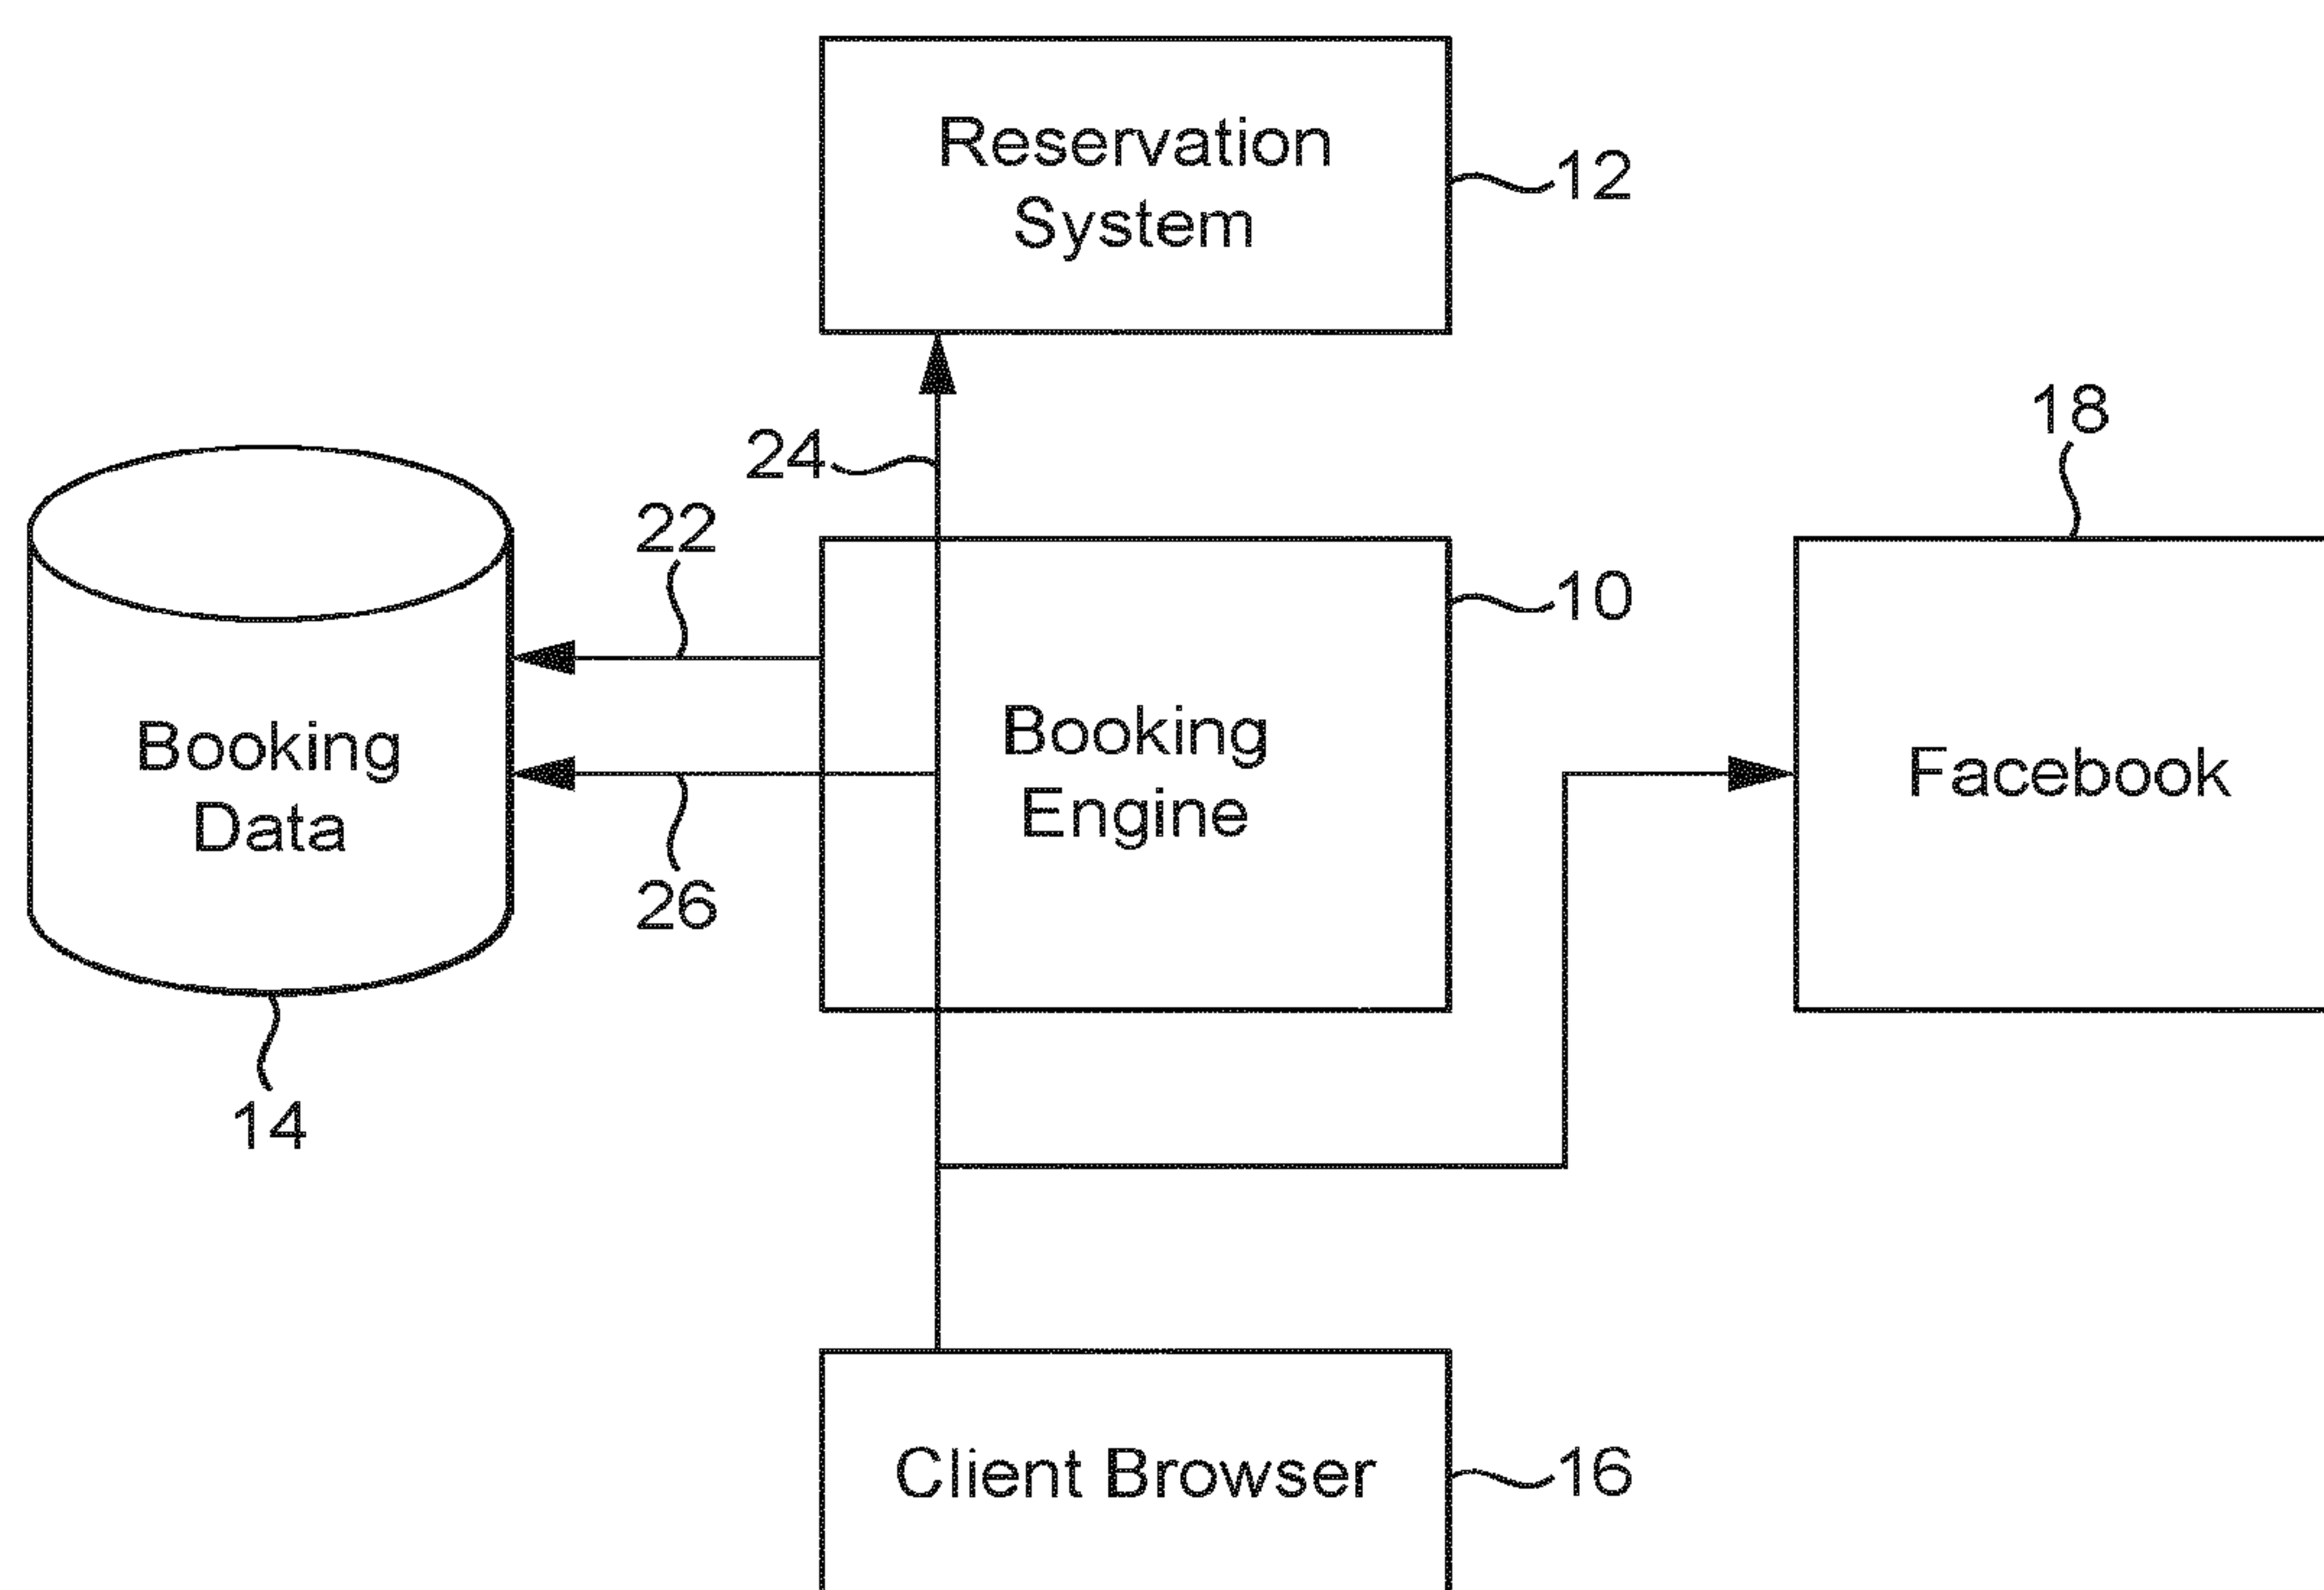 Reservation
System
12
24
18
22
10
Booking
Data
Booking
Engine
Facebook
26
14
Client Browser
16